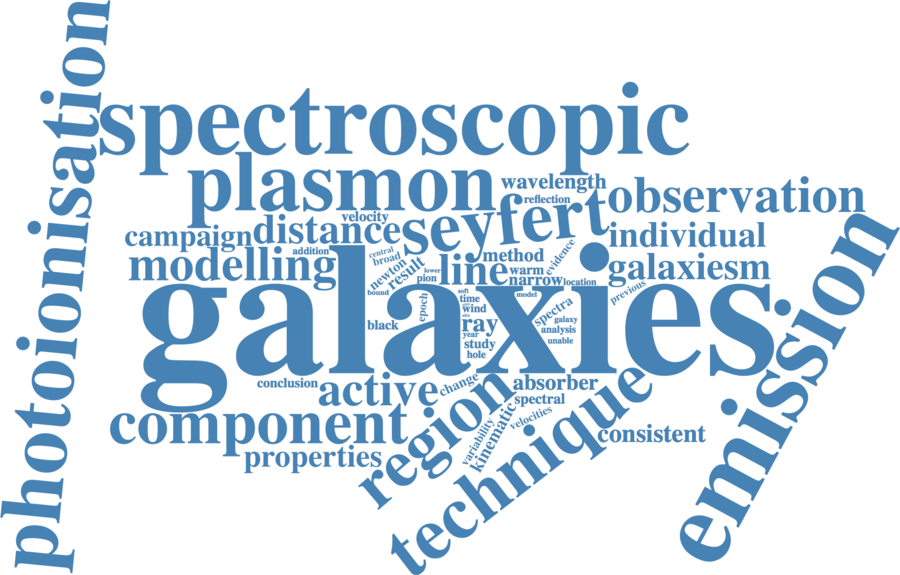 photoionisation
spectroscopic
plasmon
wavelength
reflection
observation
velocity
seyfert
campaign
distance
individual
addition
central
broad
evidence
method
modelling
newton
result
lower
pion
line
warm
narrow
location
galaxiesm
bound
galaxies
epoch
soft
time
model
previous
wind
spectra
black
ray
galaxy
year
analysis
study
unable
hole
emission
conclusion
active
change
absorber
spectral
component
region
variability
kinematic
velocities
technique
consistent
properties